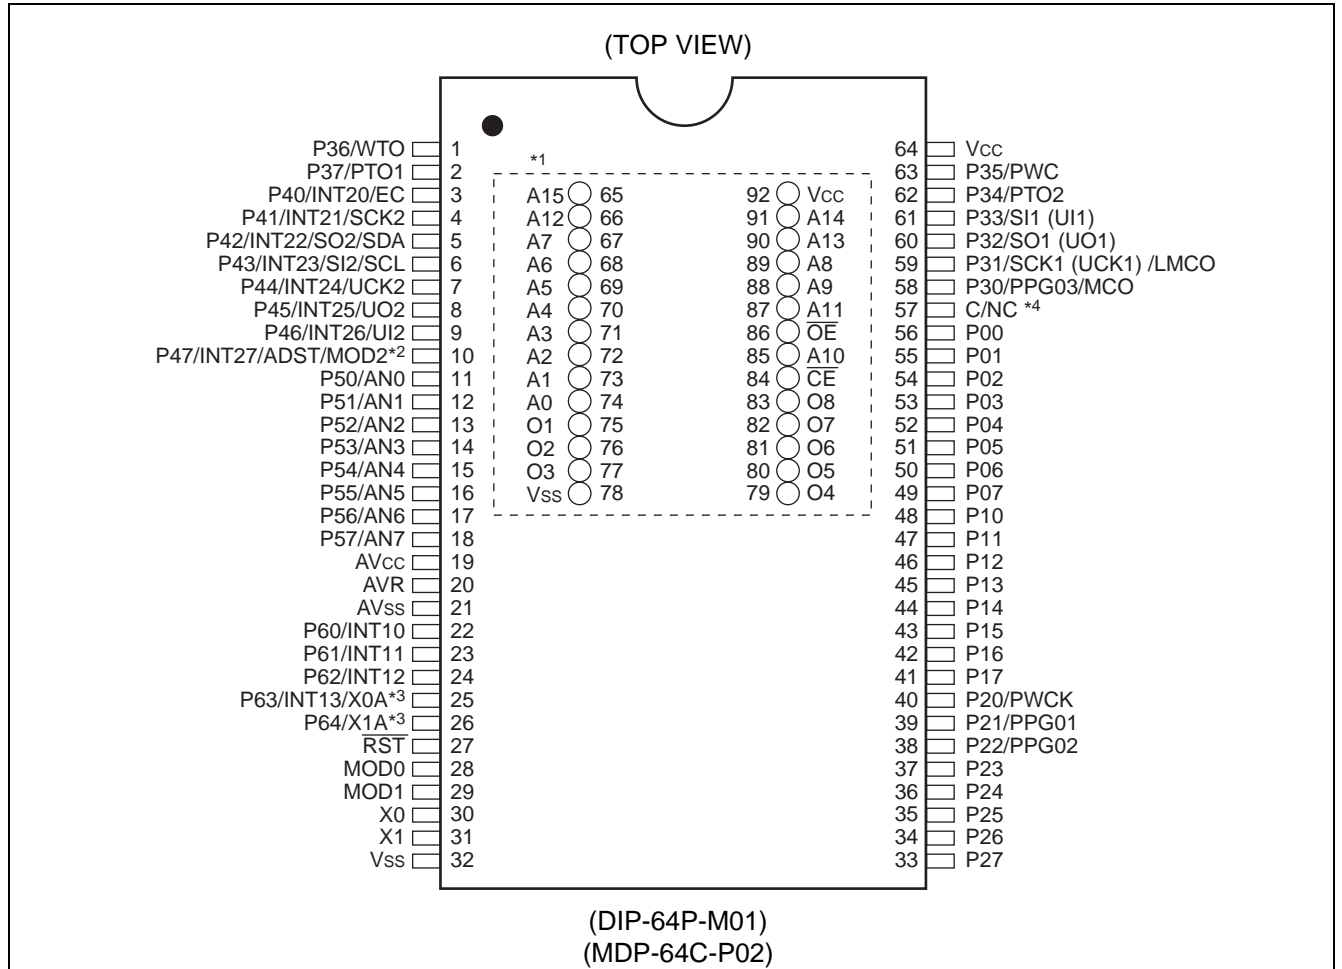 (TOP VIEW)
P36/WTO 1 64 Vcc
P37/PTO1 2 *1 63 P35/PWC
P40/INT20/EC 3 A15 65 92 Vcc 62 P34/PTO2
P41/INT21/SCK2 4 A12 66 91 A14 61 P33/SI1 (UI1)
P42/INT22/SO2/SDA 5 A7 67 90 A13 60 P32/SO1 (UO1)
P43/INT23/SI2/SCL 6 A6 68 89 A8 59 P31/SCK1 (UCK1) /LMCO
P44/INT24/UCK2 7 A5 69 88 A9 58 P30/PPG03/MCO
P45/INT25/UO2 8 A4 70 87 A11 57 C/NC *4
P46/INT26/UI2 9 A3 71 86 OE 56 P00
P47/INT27/ADST/MOD2*2 10 A2 72 85 A10 55 P01
P50/AN0 11 A1 73 84 CE 54 P02
P51/AN1 12 A0 74 83 O8 53 P03
P52/AN2 13 O1 75 82 O7 52 P04
P53/AN3 14 O2 76 81 O6 51 P05
P54/AN4 15 O3 77 80 O5 50 P06
P55/AN5 16 Vss 78 79 O4 49 P07
P56/AN6 17 48 P10
P57/AN7 18 47 P11
AVcc 19 46 P12
AVR 20 45 P13
AVss 21 44 P14
P60/INT10 22 43 P15
P61/INT11 23 42 P16
P62/INT12 24 41 P17
P63/INT13/X0A*3 25 40 P20/PWCK
P64/X1A*3 26 39 P21/PPG01
RST 27 38 P22/PPG02
MOD0 28 37 P23
MOD1 29 36 P24
X0 30 35 P25
X1 31 34 P26
Vss 32 33 P27
(DIP-64P-M01)
(MDP-64C-P02)